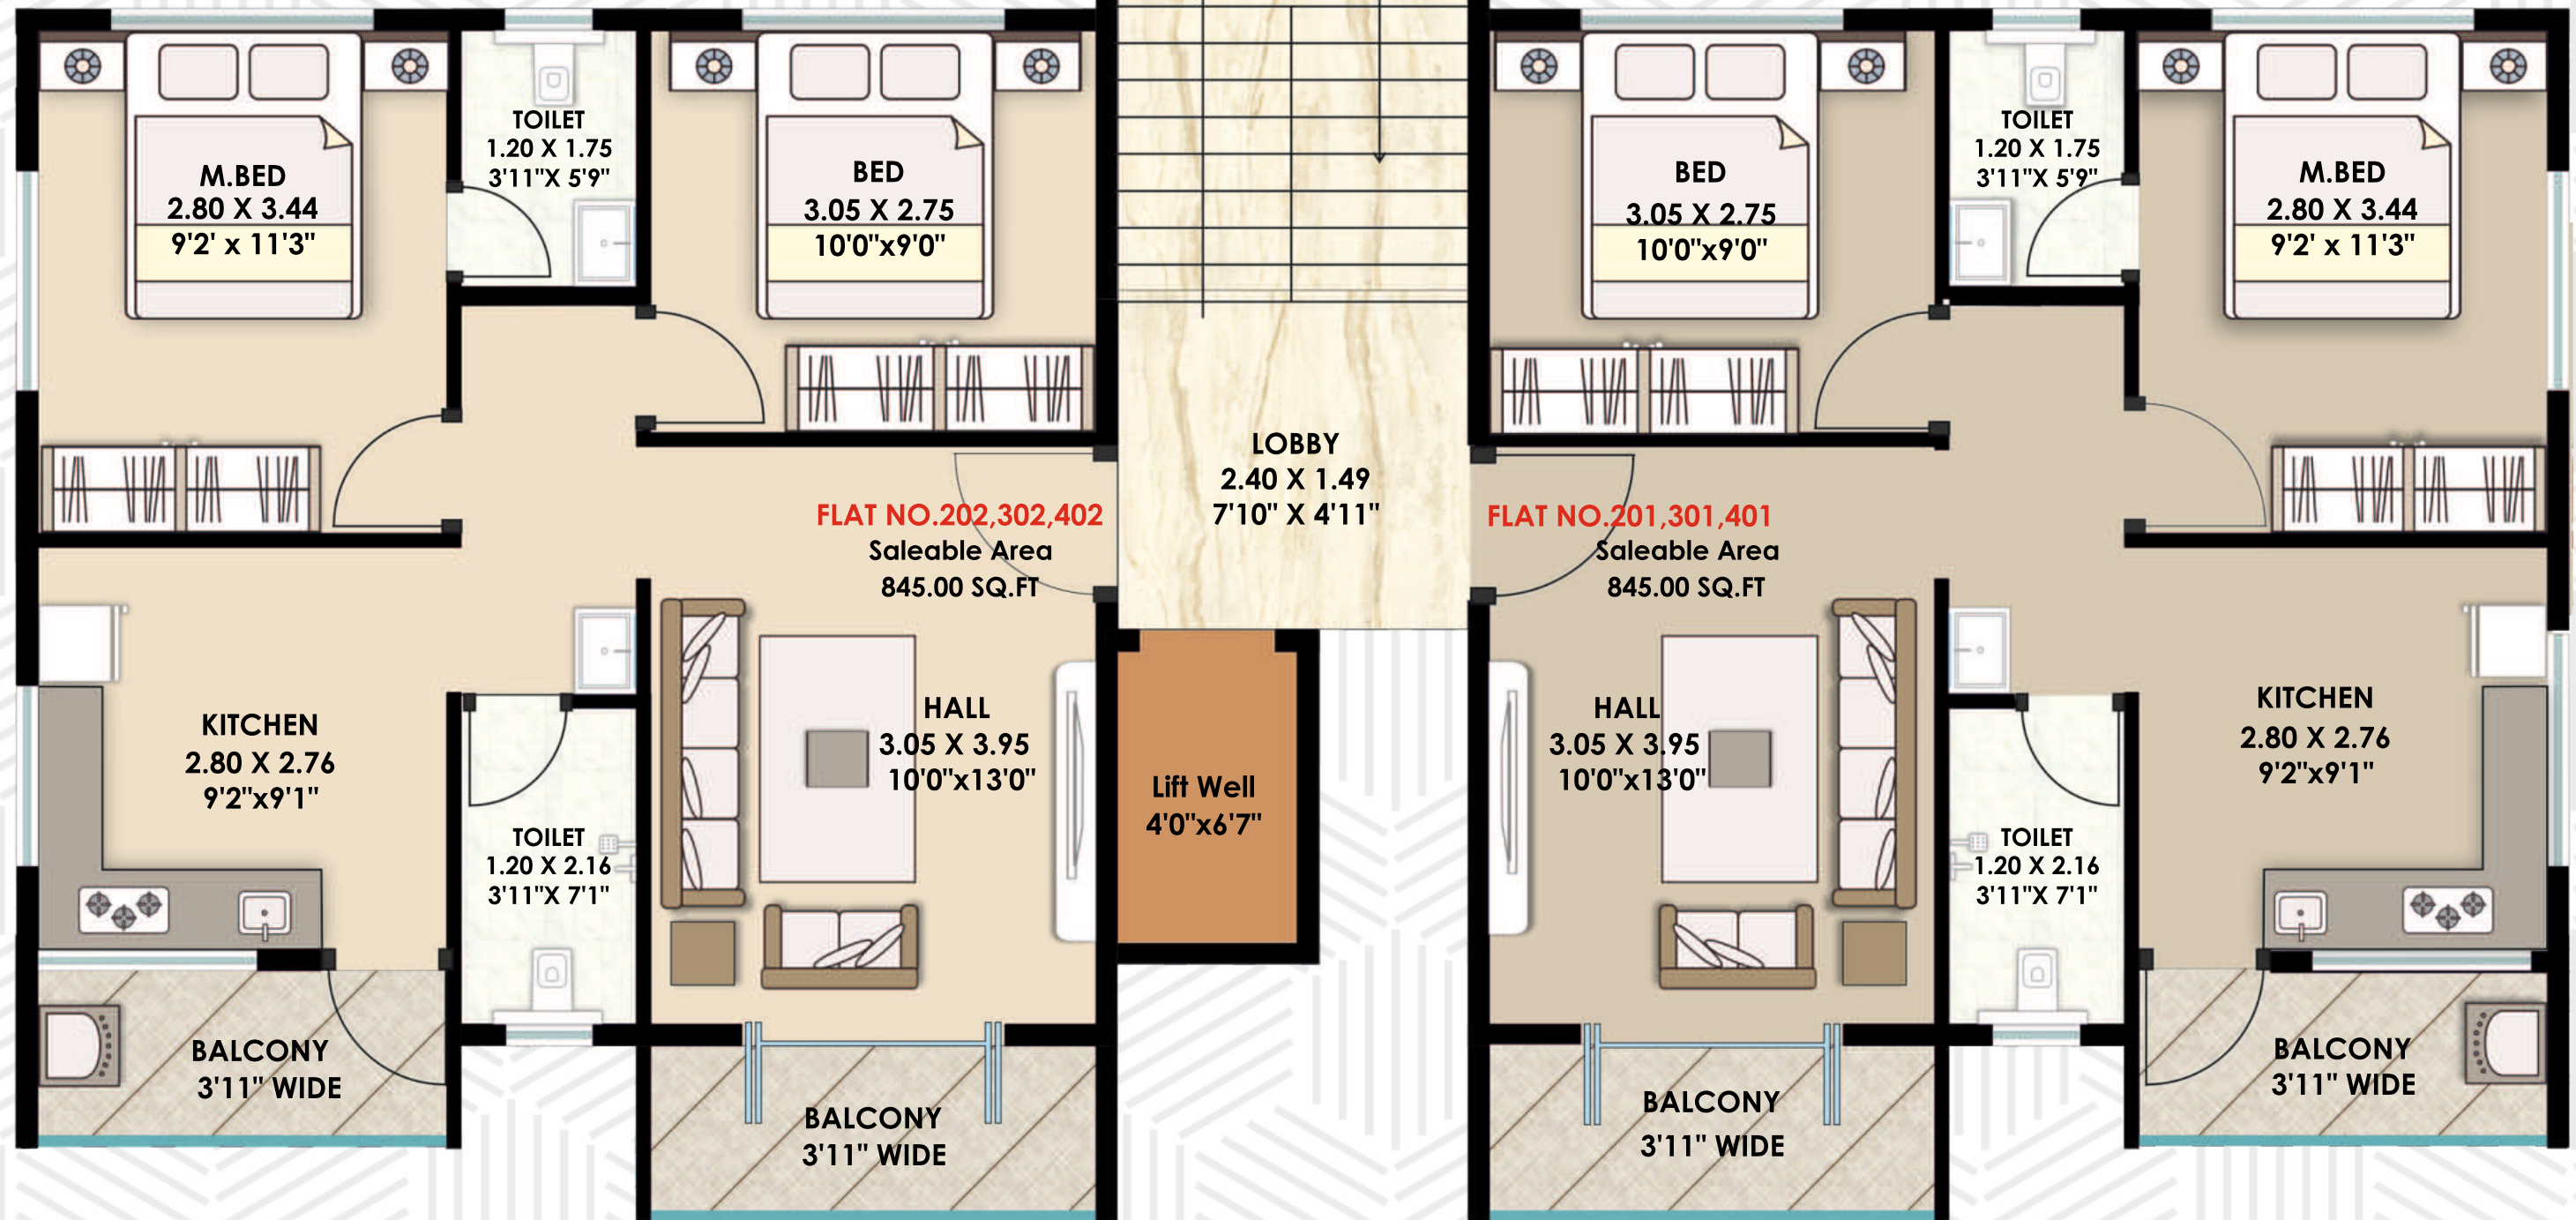 M.BED
2.80 X 3.44
9'2' x 11'3"
TOILET
1.20 X 1.75
3'11"X 5'9"
BED
3.05 X 2.75
10'0"x9'0"
BED
3.05 X 2.75
10'0"x9'0"
TOILET
1.20 X 1.75
3'11"X 5'9"
M.BED
2.80 X 3.44
9'2' x 11'3"
LOBBY
2.40 X 1.49
7'10" X 4'11"
FLAT NO.202,302,402
Saleable Area
845.00 SQ.FT
FLAT NO.201,301,401
Saleable Area
845.00 SQ.FT
KITCHEN
2.80 X 2.76
9'2"x9'1"
TOILET
1.20 X 2.16
3'11"X 7'1"
HALL
3.05 X 3.95
10'0"x13'0"
Lift Well
4'0"x6'7"
HALL
3.05 X 3.95
10'0"x13'0"
TOILET
1.20 X 2.16
3'11"X 7'1"
KITCHEN
2.80 X 2.76
9'2"x9'1"
BALCONY
3'11" WIDE
BALCONY
3'11" WIDE
BALCONY
3'11" WIDE
BALCONY
3'11" WIDE